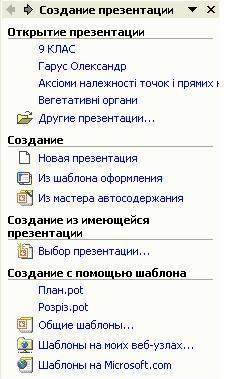 Создание презентации
Открытие презентации
9 КЛАС
Гарус Олександр
Аксіоми належності точок і прямих
Вегетативні органи
Другие презентации...
Создание
Новая презентация
Из шаблона оформления
Из мастера автосодержания
Создание из имеющейся
презентации
Выбор презентации...
Создание с помощью шаблона
План.pot
Розріз.pot
Общие шаблоны...
Шаблоны на моих веб-узлах...
Шаблоны на Microsoft.com